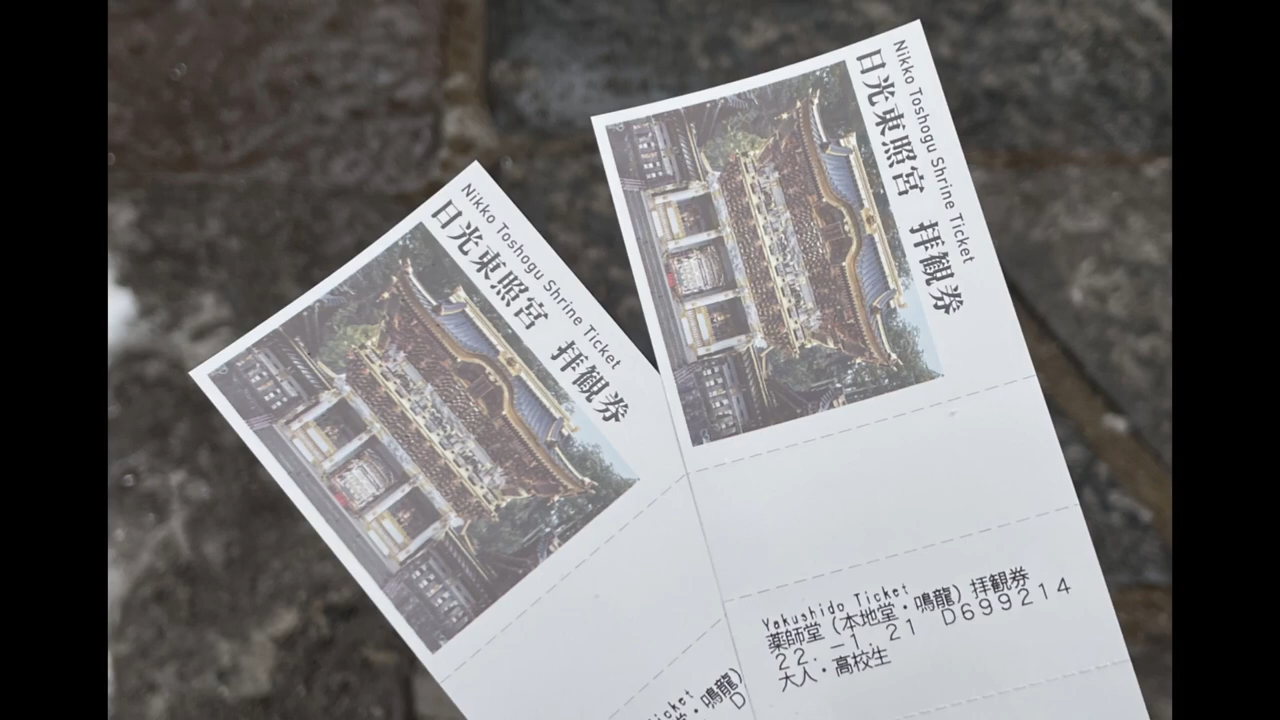 Nikko Toshogu Shrine Ticket
日光東照宮 拝観券
Nikko Toshogu Shrine Ticket
日光東照宮 拝観券
Yakushido Ticket
薬師堂(本地堂・鳴龍)拝観券
22.-1.21 D699214
大人・高校生
鳴龍)
D